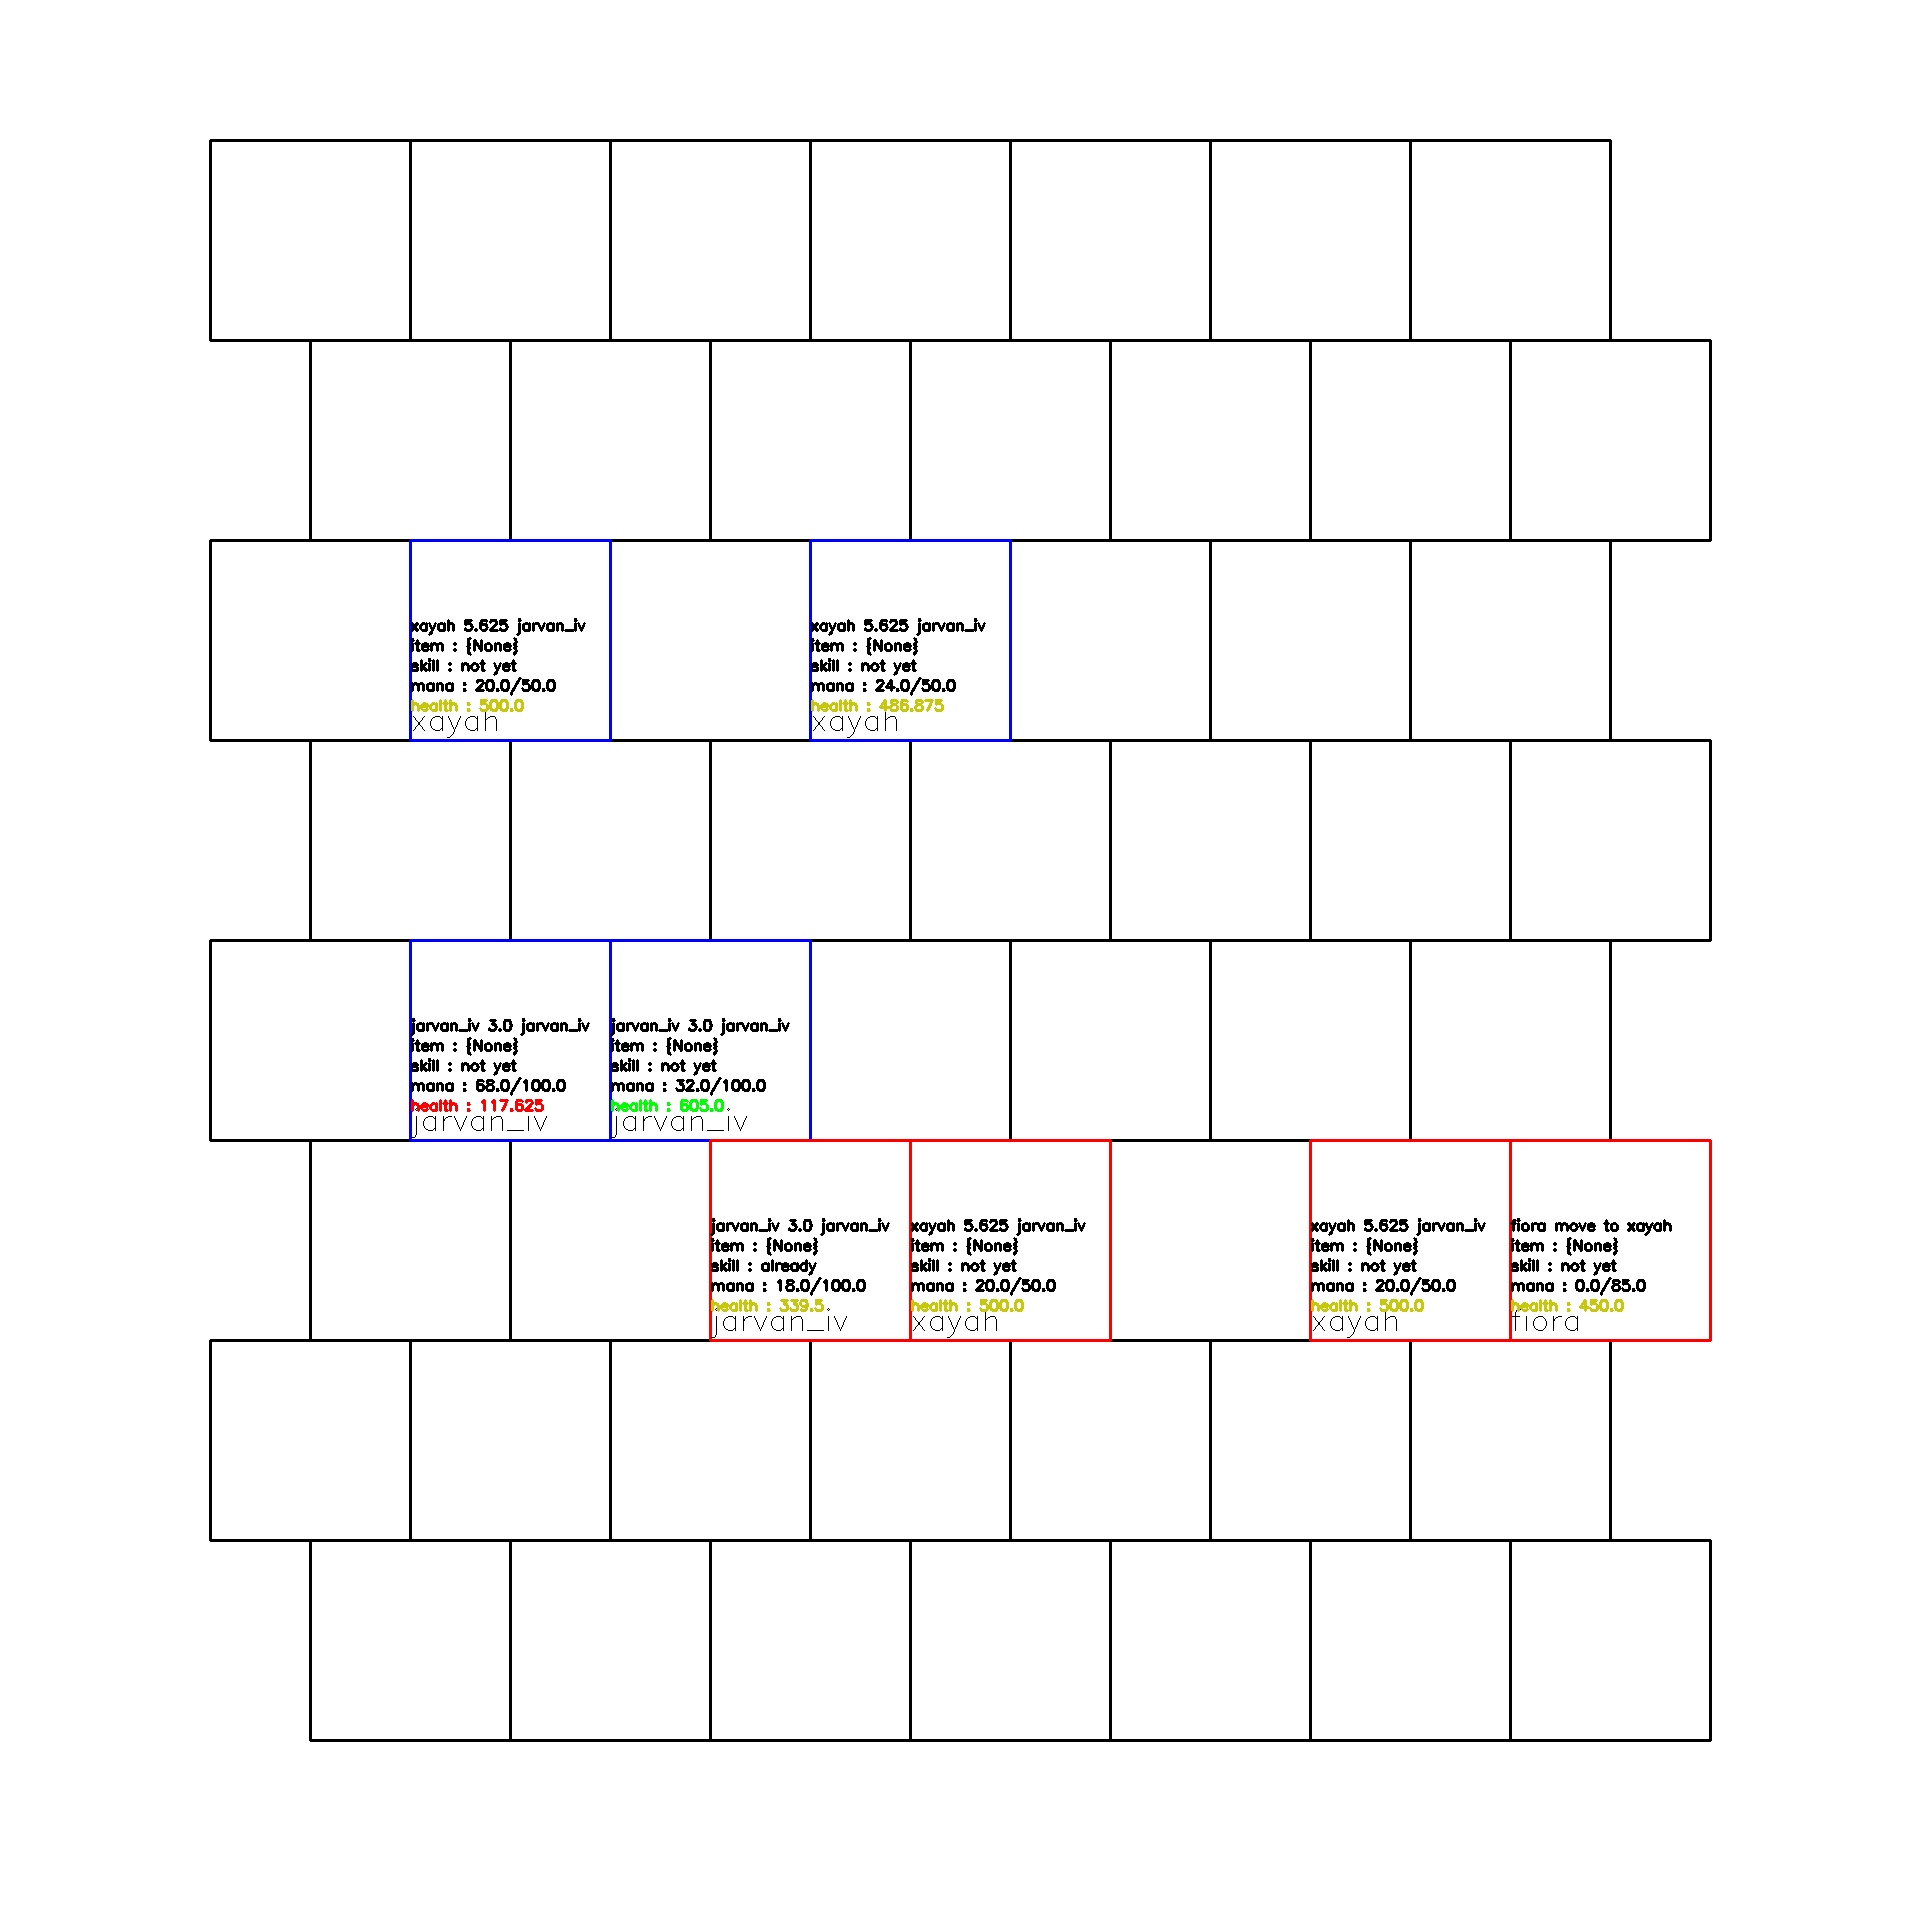 xayah 5.625 jarvan_iv
item : {None}
skill : not yet
mana : 20.0/50.0
health : 500.0
xayah
xayah 5.625 jarvan_iv
item : {None}
skill : not yet
mana : 24.0/50.0
health : 486.875
xayah
jarvan_iv 3.0 jarvan_iv
item : {None}
skill : not yet
mana : 68.0/100.0
health : 117.625
jarvan_iv
jarvan_iv 3.0 jarvan_iv
item : {None}
skill : not yet
mana : 32.0/100.0
health : 605.0
jarvan_iv
jarvan_iv 3.0 jarvan_iv
item : {None}
skill : already
mana : 18.0/100.0
health : 339.5
jarvan_iv
xayah 5.625 jarvan_iv
item : {None}
skill : not yet
mana : 20.0/50.0
health : 500.0
xayah
xayah 5.625 jarvan_iv
item : {None}
skill : not yet
mana : 20.0/50.0
health : 500.0
xayah
fiora move to xayah
item : {None}
skill : not yet
mana : 0.0/85.0
health : 450.0
fiora